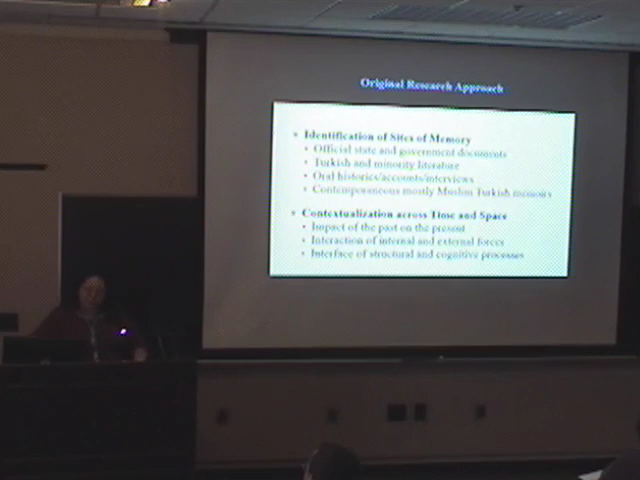 Original Research Approach
• Identification of Sites of Memory
• Official state and government documents
• Turkish and minority literature
• Oral histories/accounts/interviews
• Contemporaneous mostly Muslim Turkish memoirs
• Contextualization across Time and Space
• Impact of the past on the present
• Interaction of internal and external forces
• Interface of structural and cognitive processes